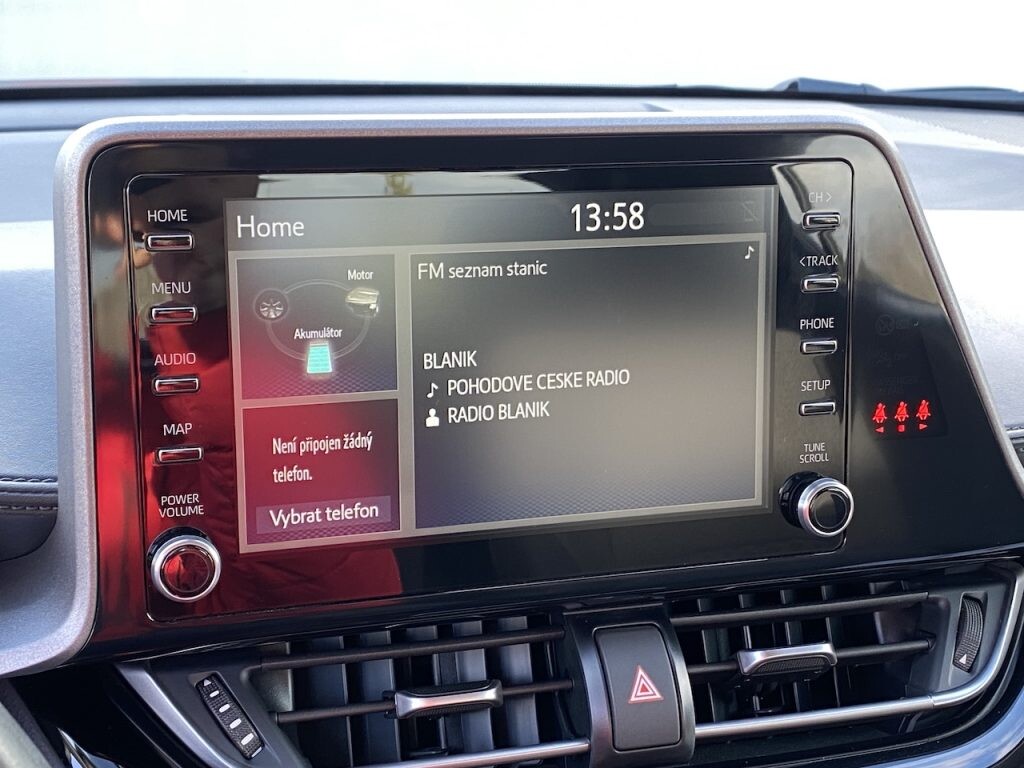 HOME
MENU
AUDIO
MAP
POWER
VOLUME
Home
13:58
Motor
Akumulátor
Není připojen žádný
telefon.
Vybrat telefon
FM seznam stanic
BLANIK
POHODOVE CESKE RADIO
RADIO BLANIK
CH >
< TRACK
PHONE
SETUP
TUNE
SCROLL